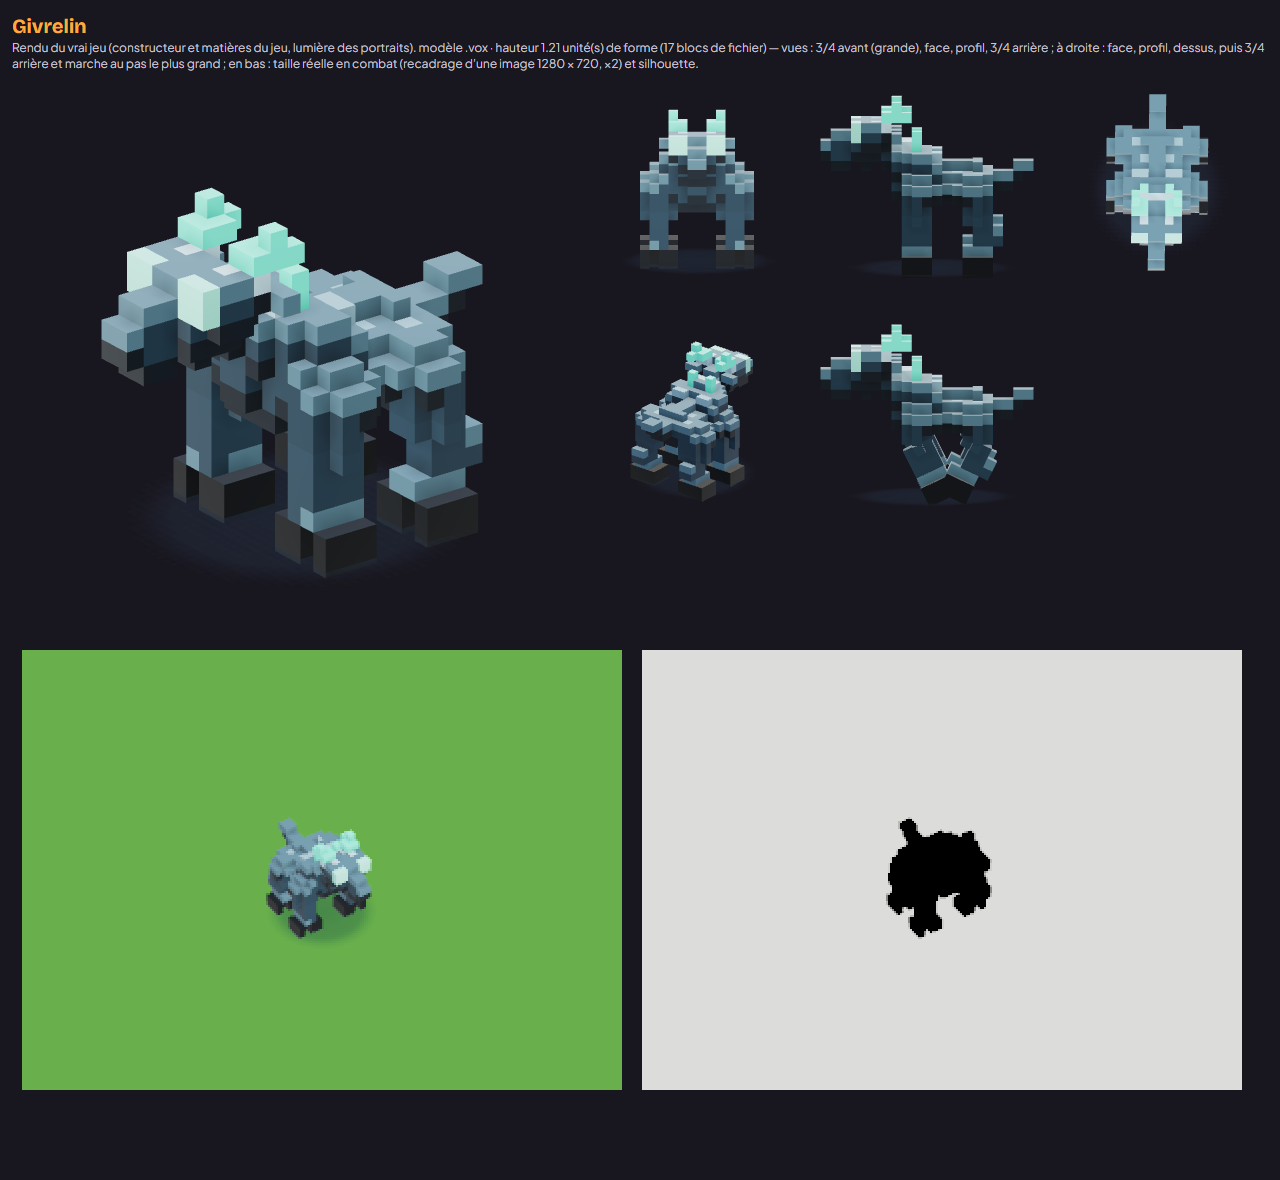 Givrelin
Rendu du vrai jeu (constructeur et matières du jeu, lumière des portraits). modèle .vox · hauteur 1.21 unité(s) de forme (17 blocs de fichier) — vues : 3/4 avant (grande), face, profil, 3/4 arrière ; à droite : face, profil, dessus, puis 3/4
arrière et marche au pas le plus grand ; en bas : taille réelle en combat (recadrage d'une image 1280 × 720, ×2) et silhouette.